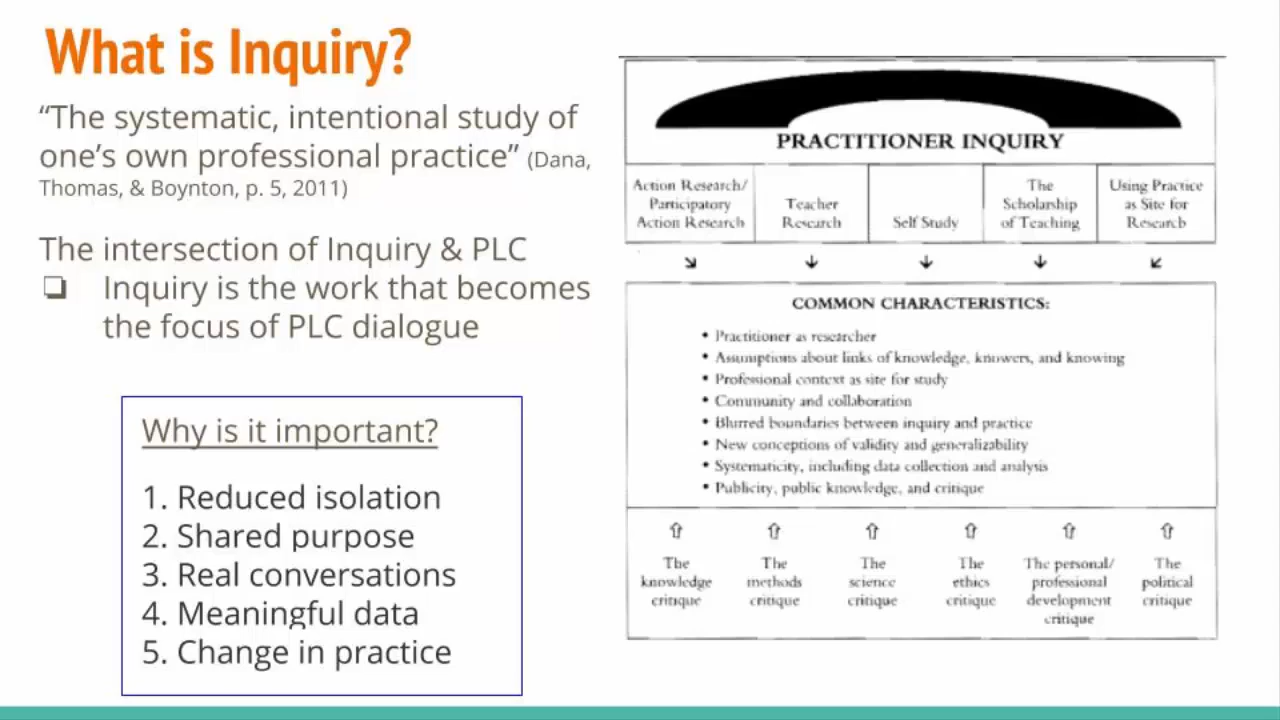 What is Inquiry?
“The systematic, intentional study of
one’s own professional practice” (Dana,
Thomas, & Boynton, p. 5, 2011)
The intersection of Inquiry & PLC
❏ Inquiry is the work that becomes
the focus of PLC dialogue
Why is it important?
1. Reduced isolation
2. Shared purpose
3. Real conversations
4. Meaningful data
5. Change in practice
PRACTITIONER INQUIRY
Action Research/
Participatory
Action Research
Teacher
Research
Self Study
The
Scholarship
of Teaching
Using Practice
as Site for
Research
COMMON CHARACTERISTICS:
• Practitioner as researcher
• Assumptions about links of knowledge, knowers, and knowing
• Professional context as site for study
• Community and collaboration
• Blurred boundaries between inquiry and practice
• New conceptions of validity and generalizability
• Systematicity, including data collection and analysis
• Publicity, public knowledge, and critique
The
knowledge
critique
The
methods
critique
The
science
critique
The
ethics
critique
The personal/
professional
development
critique
The
political
critique